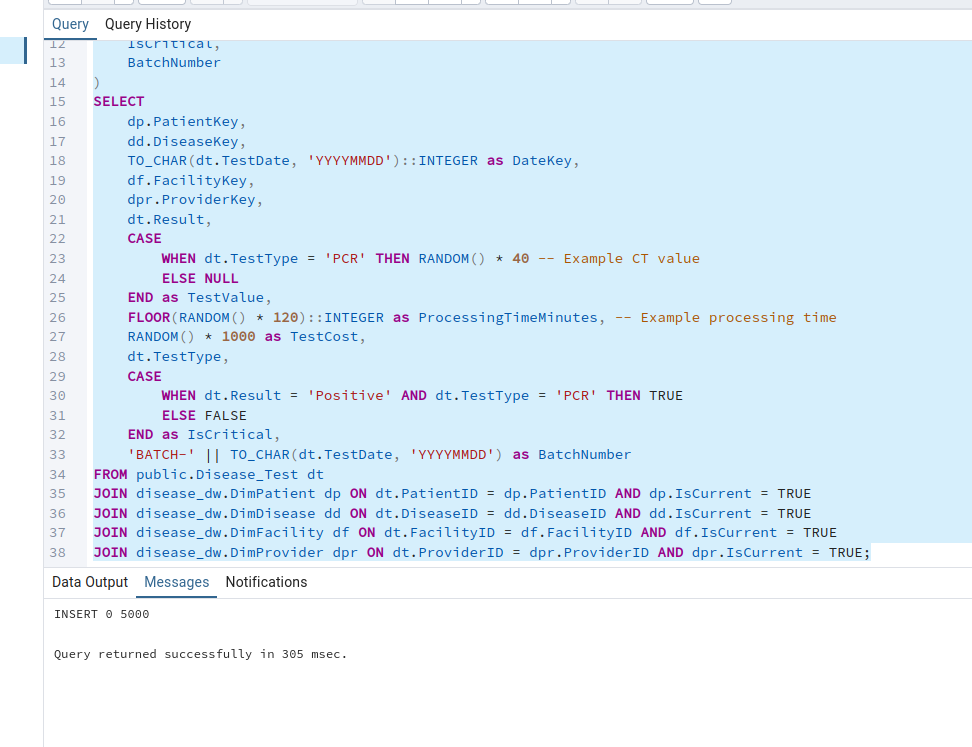 Query Query History
12 IsCritical,
13 BatchNumber
14 )
15 SELECT
16 dp.PatientKey,
17 dd.DiseaseKey,
18 TO_CHAR(dt.TestDate, 'YYYYMMDD')::INTEGER as DateKey,
19 df.FacilityKey,
20 dpr.ProviderKey,
21 dt.Result,
22 CASE
23 WHEN dt.TestType = 'PCR' THEN RANDOM() * 40 -- Example CT value
24 ELSE NULL
25 END as TestValue,
26 FLOOR(RANDOM() * 120)::INTEGER as ProcessingTimeMinutes, -- Example processing time
27 RANDOM() * 1000 as TestCost,
28 dt.TestType,
29 CASE
30 WHEN dt.Result = 'Positive' AND dt.TestType = 'PCR' THEN TRUE
31 ELSE FALSE
32 END as IsCritical,
33 'BATCH-' || TO_CHAR(dt.TestDate, 'YYYYMMDD') as BatchNumber
34 FROM public.Disease_Test dt
35 JOIN disease_dw.DimPatient dp ON dt.PatientID = dp.PatientID AND dp.IsCurrent = TRUE
36 JOIN disease_dw.DimDisease dd ON dt.DiseaseID = dd.DiseaseID AND dd.IsCurrent = TRUE
37 JOIN disease_dw.DimFacility df ON dt.FacilityID = df.FacilityID AND df.IsCurrent = TRUE
38 JOIN disease_dw.DimProvider dpr ON dt.ProviderID = dpr.ProviderID AND dpr.IsCurrent = TRUE;
Data Output Messages Notifications
INSERT 0 5000
Query returned successfully in 305 msec.